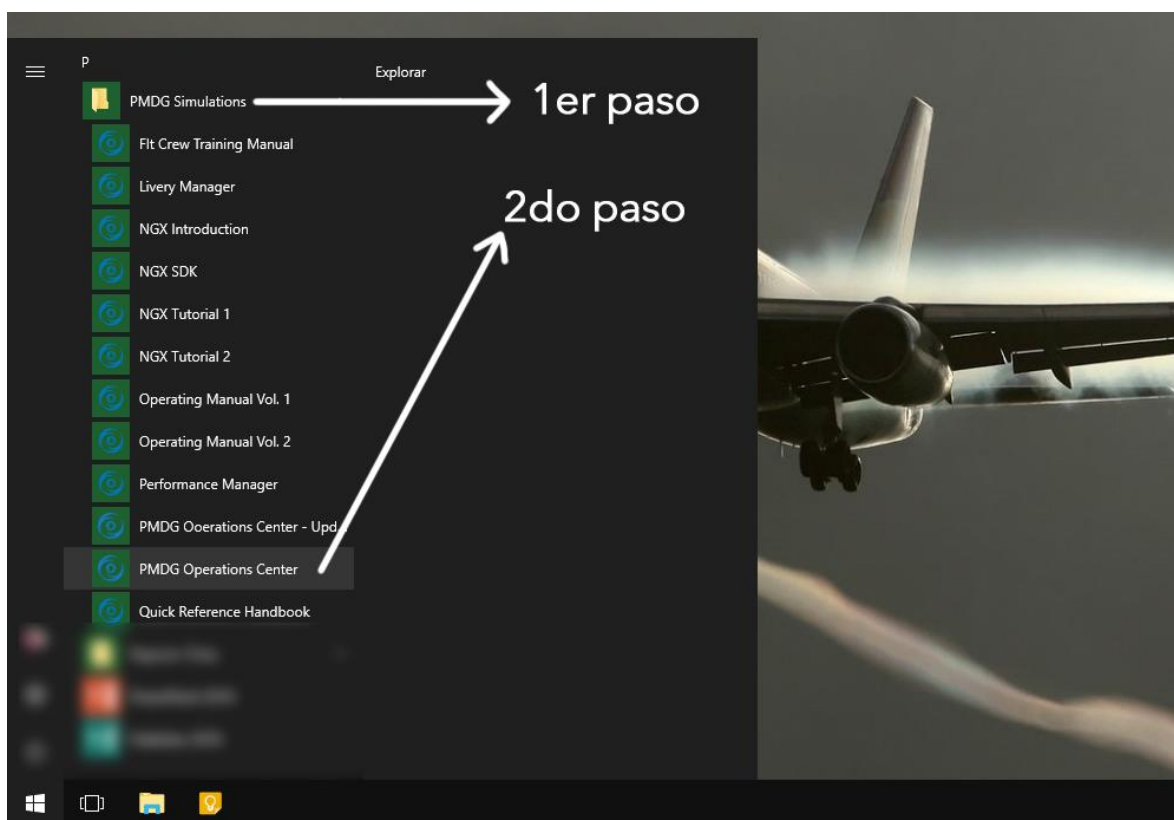 P
Explorar
PMDG Simulations
1er paso
Flt Crew Training Manual
Livery Manager
2do paso
NGX Introduction
NGX SDK
NGX Tutorial 1
NGX Tutorial 2
Operating Manual Vol. 1
Operating Manual Vol. 2
Performance Manager
PMDG Ooerations Center - Upd
PMDG Operations Center
Quick Reference Handbook